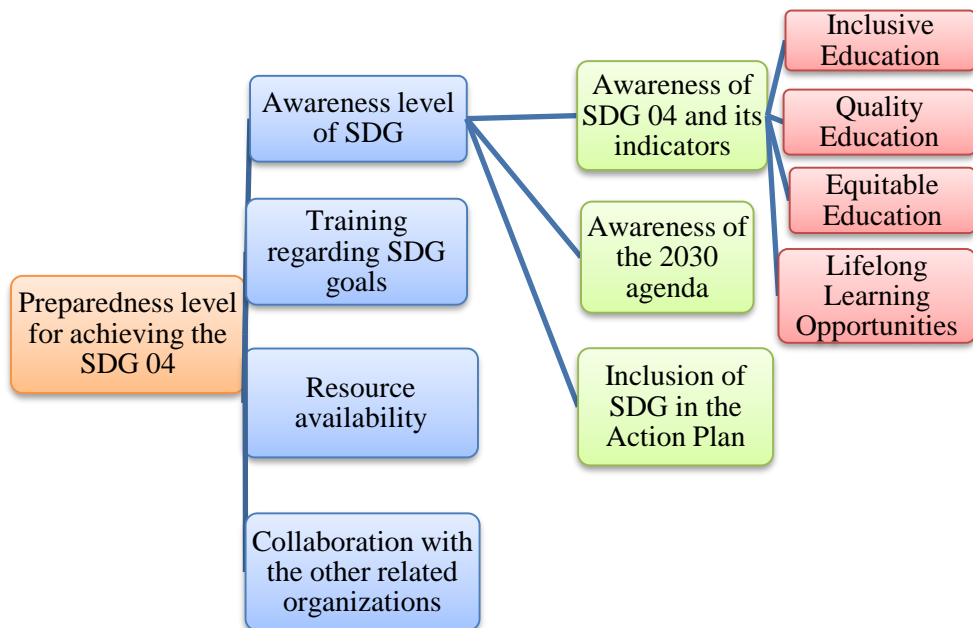 Preparedness level
for achieving the
SDG 04
Awareness level
of SDG
Training
regarding SDG
goals
Resource
availability
Collaboration with
the other related
organizations
Awareness of
SDG 04 and its
indicators
Awareness of
the 2030
agenda
Inclusion of
SDG in the
Action Plan
Inclusive
Education
Quality
Education
Equitable
Education
Lifelong
Learning
Opportunities